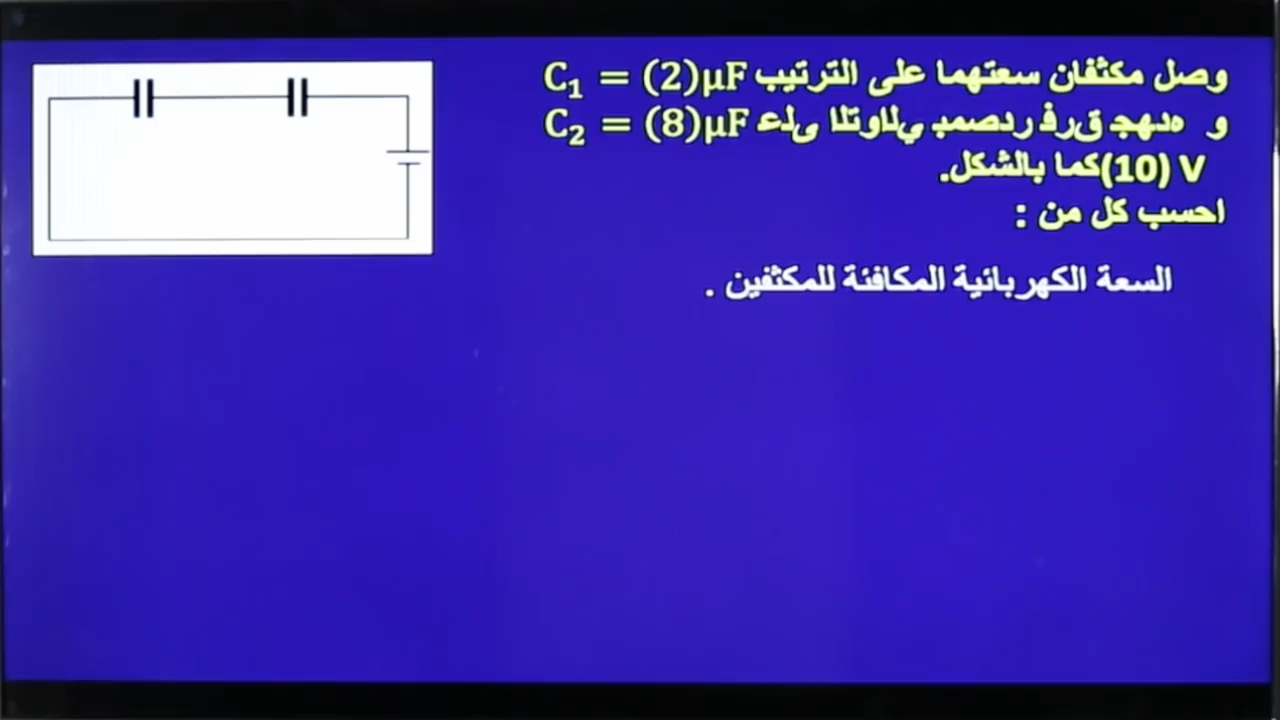 وصل مكثفان سعتهما على الترتيب C₁ = (2)μF
و C₂ = (8)μF على التوالي بمصدر فرق جهده
V (10)كما بالشكل.
احسب كل من :
السعة الكهربائية المكافئة للمكثفين .